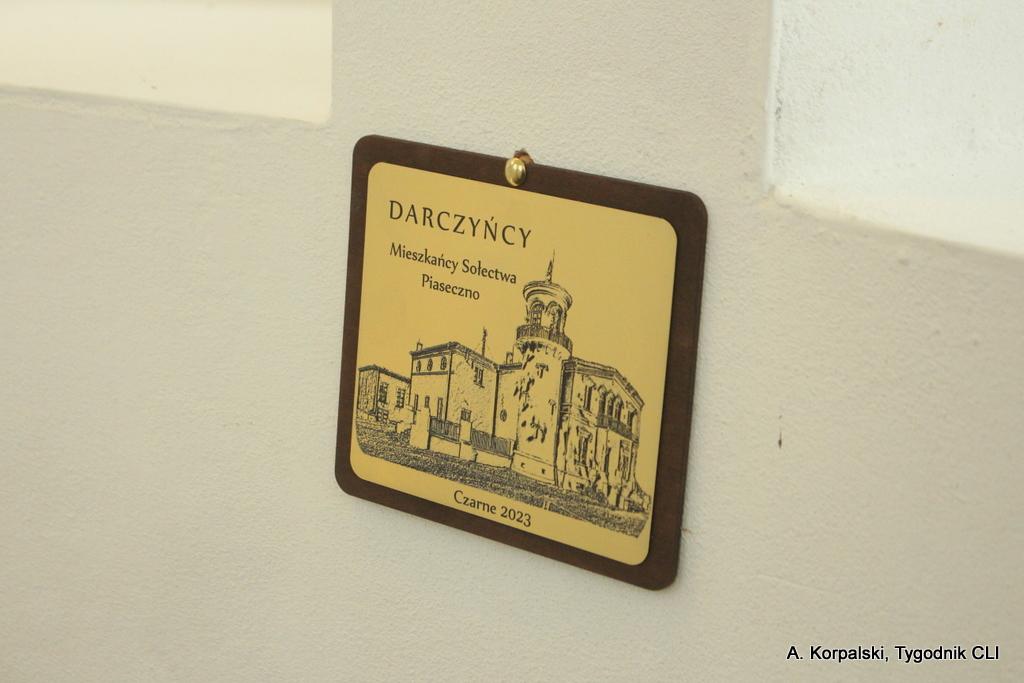 DARCZYŃCY
Mieszkańcy Sołectwa
Piaseczno
Czarne 2023
A. Korpalski, Tygodnik CLI